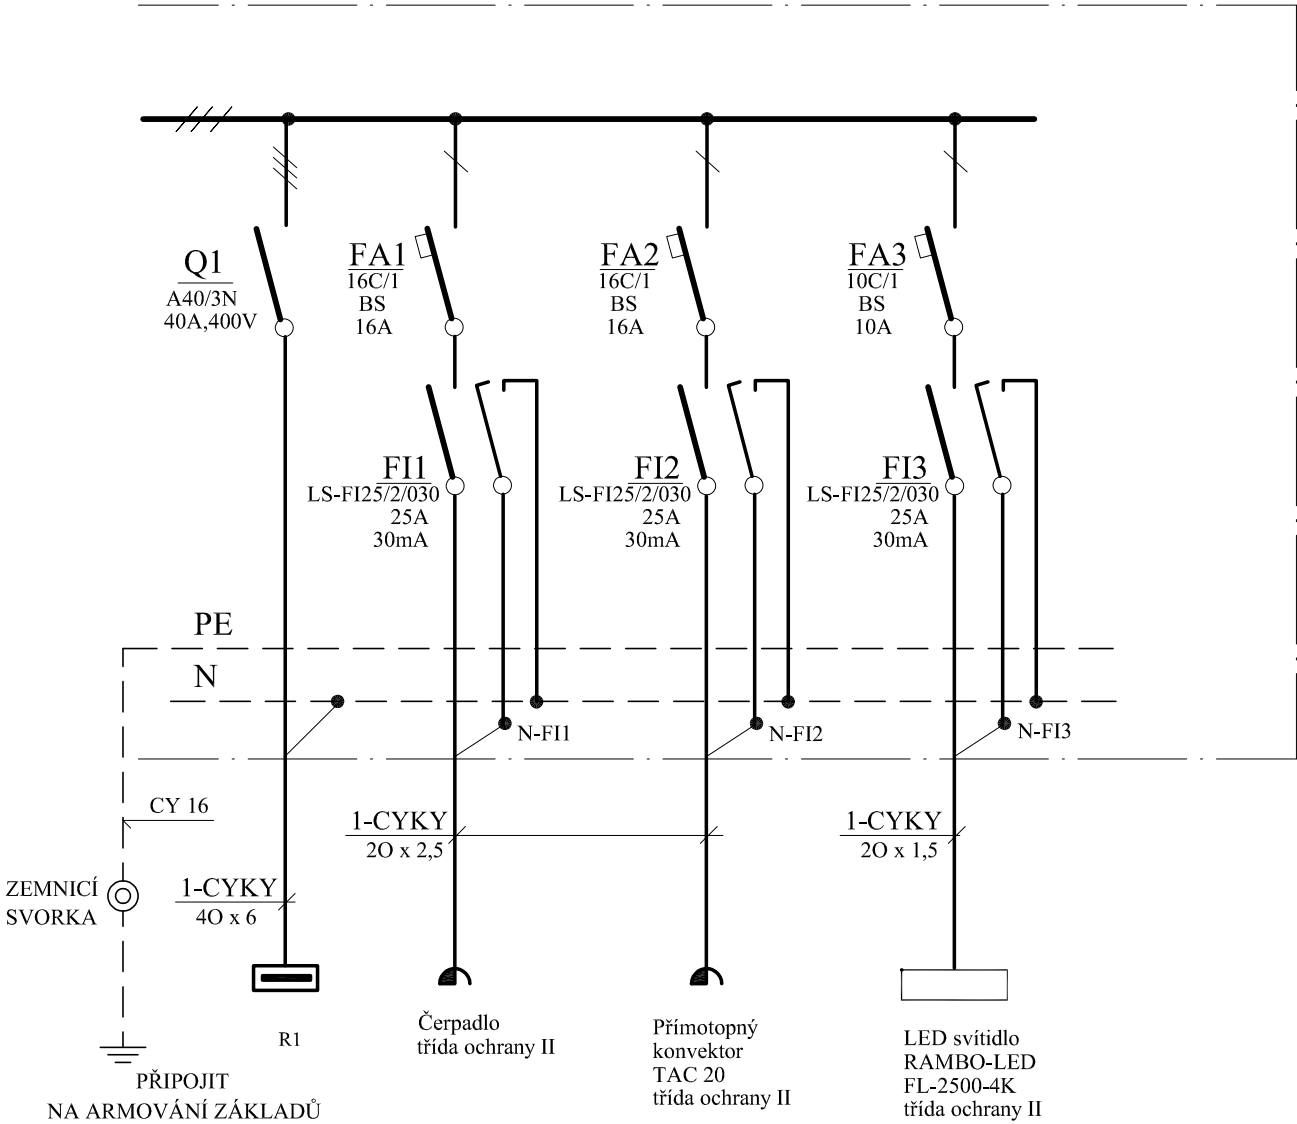 Q1
A40/3N
40A,400V
FA1
16C/1
BS
16A
FA2
16C/1
BS
16A
FA3
10C/1
BS
10A
FI1
LS-FI25/2/030
25A
30mA
FI2
LS-FI25/2/030
25A
30mA
FI3
LS-FI25/2/030
25A
30mA
PE
N
N-FI1
N-FI2
N-FI3
CY 16
1-CYKY
2O x 2,5
1-CYKY
2O x 1,5
ZEMNICÍ
SVORKA
1-CYKY
4O x 6
R1
Čerpadlo
třída ochrany II
Přímotopný
konvektor
TAC 20
třída ochrany II
LED svítidlo
RAMBO-LED
FL-2500-4K
třída ochrany II
PŘIPOJIT
NA ARMOVÁNÍ ZÁKLADŮ